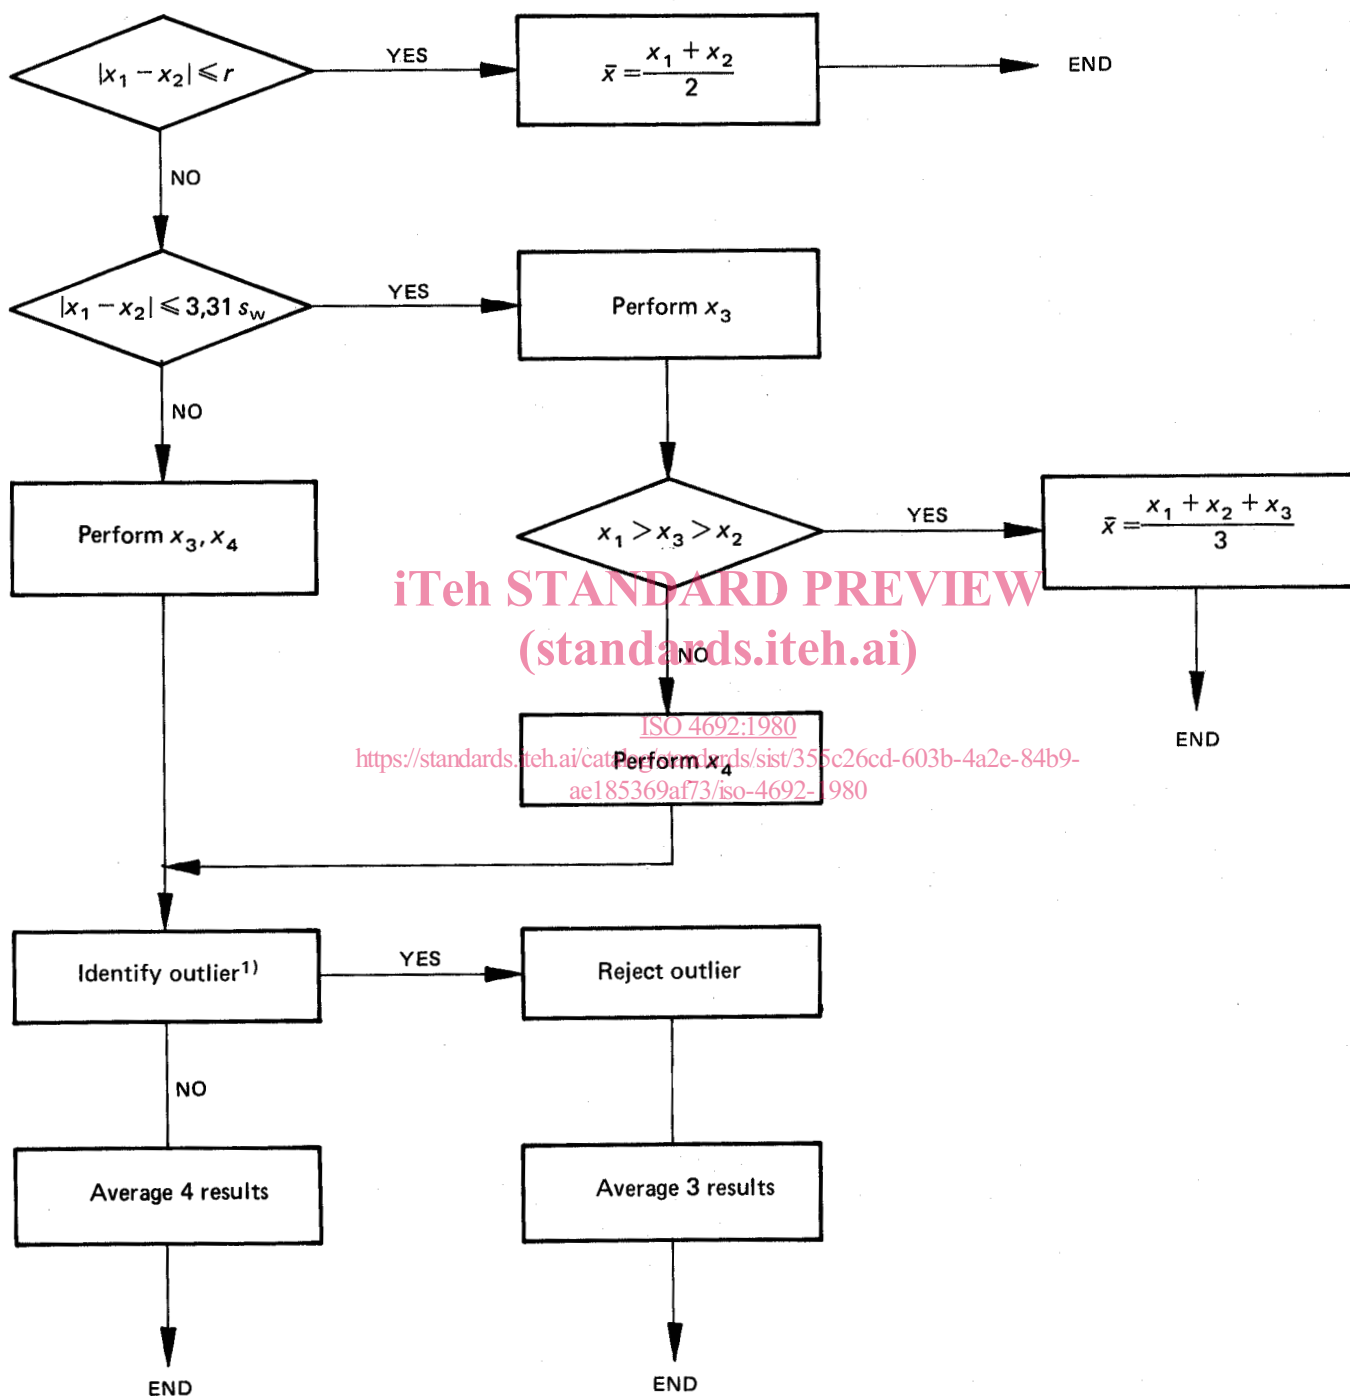 |x₁ − x₂| ⩽ r
YES
x̄ = (x₁ + x₂)/2
END
NO
|x₁ − x₂| ⩽ 3,31 s_w
YES
Perform x₃
NO
Perform x₃, x₄
x₁ > x₃ > x₂
YES
x̄ = (x₁ + x₂ + x₃)/3
iTeh STANDARD PREVIEW
(standards.iteh.ai)
NO
END
ISO 4692:1980
https://standards.iteh.ai/catalog/standards/sist/355c26cd-603b-4a2e-84b9-
ae185369af73/iso-4692-1980
Perform x₄
Identify outlier¹⁾
YES
Reject outlier
NO
Average 4 results
Average 3 results
END
END